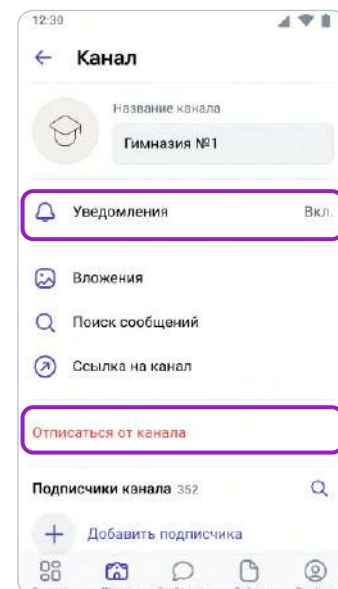 12:30
Канал
Название канала
Гимназия №1
Уведомления Вкл.
Вложения
Поиск сообщений
Ссылка на канал
Отписаться от канала
Подписчики канала 352
Добавить подписчика